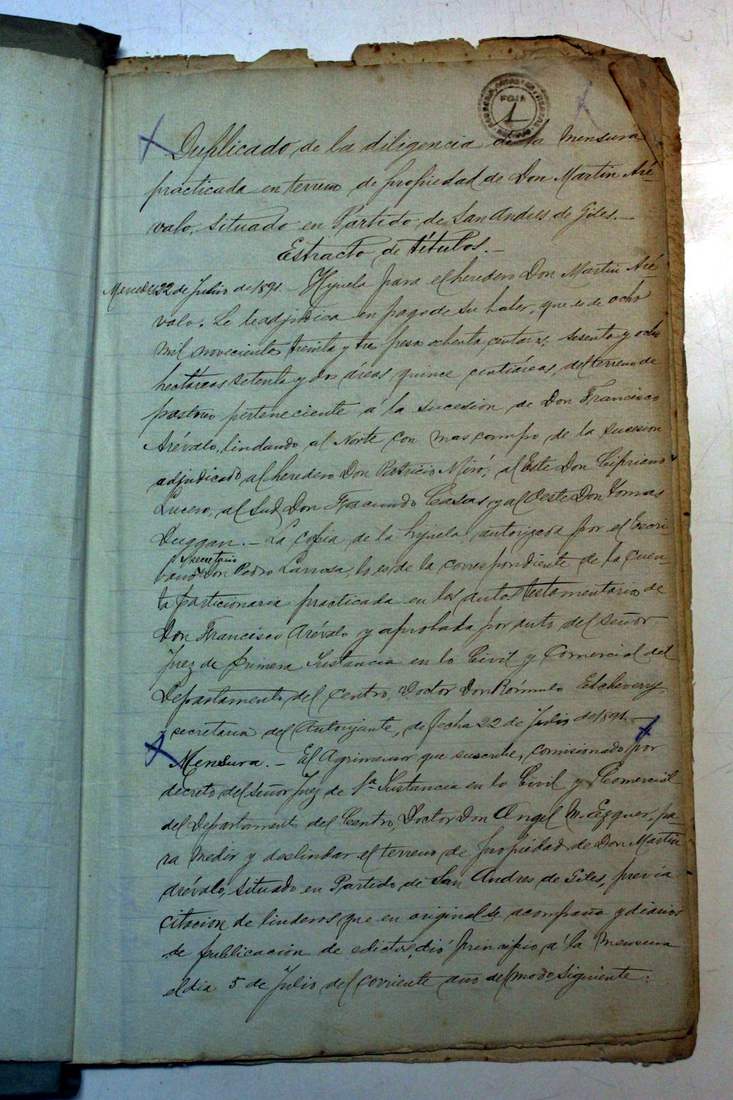 FOJA
1
Duplicado de la diligencia de la mensura
practicada en terreno de propiedad de Don Martin Aré-
valo, situado en Partido de San Andrés de Giles.—
Estracto de títulos.—
22 de Julio de 1891 Hijuela para el heredero Don Martin Aré-
valo. Se le adjudica en pago de su haber, que es de ocho
mil novecientos treinta y tres pesos ochenta centavos, sesenta y ocho
hectáreas setenta y dos áreas, quince centiáreas, del terreno de
pastoreo perteneciente á la sucesion de Don Francisco
Arévalo, lindando al Norte con mas campo de la sucesion
adjudicado al heredero Don Patricio Miró, al Este Don Cipriano
Lucero, al Sud Don Facundo Casas, y al Oeste Don Tomas
Duggan.— La copia de la hijuela autorizada por el Escri-
Secretario
bano Don Pedro Larrosa, lo es de la correspondiente de la cuen-
ta particionaria practicada en los autos testamentarios de
Don Francisco Arévalo y aprobada por auto del Señor
Juez de Primera Instancia en lo Civil y Comercial del
Departamento del Centro, Doctor Don Rómulo Etcheverry
secretaria del Autorizante, de fecha 22 de Julio de 1891.—
Mensura.— El Agrimensor que suscribe, comisionado por
decreto del Señor Juez de 1ª Instancia en lo Civil y Comercial
del Departamento del Centro, Doctor Don Angel M. Ezquer, pa-
ra medir y deslindar el terreno de propiedad de Don Martin
Arévalo, situado en Partido de San Andrés de Giles, previa
citacion de linderos que en original se acompaña y diarios
de publicacion de edictos, dió principio á la mensura
el dia 5 de Julio del corriente año del modo siguiente: